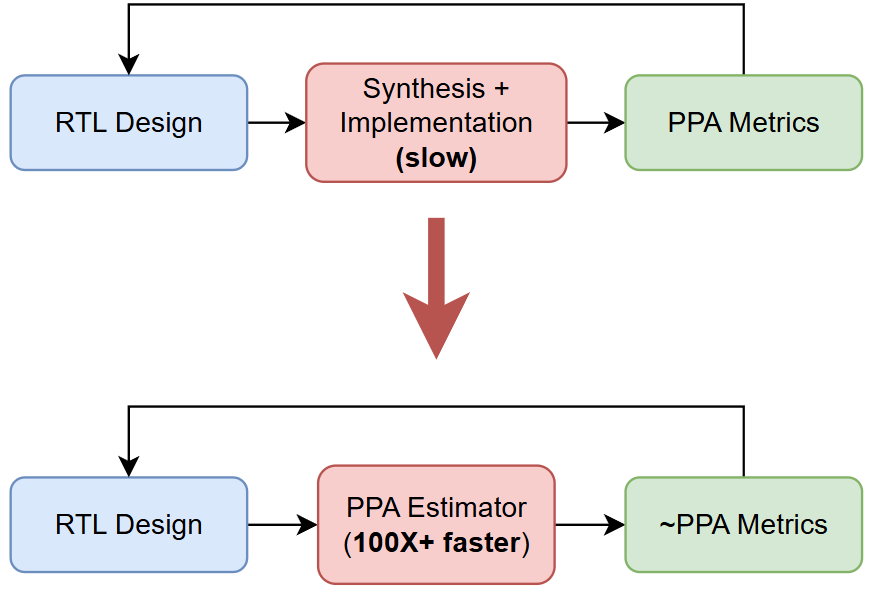 RTL Design
Synthesis +
Implementation
(slow)
PPA Metrics
RTL Design
PPA Estimator
(100X+ faster)
~PPA Metrics